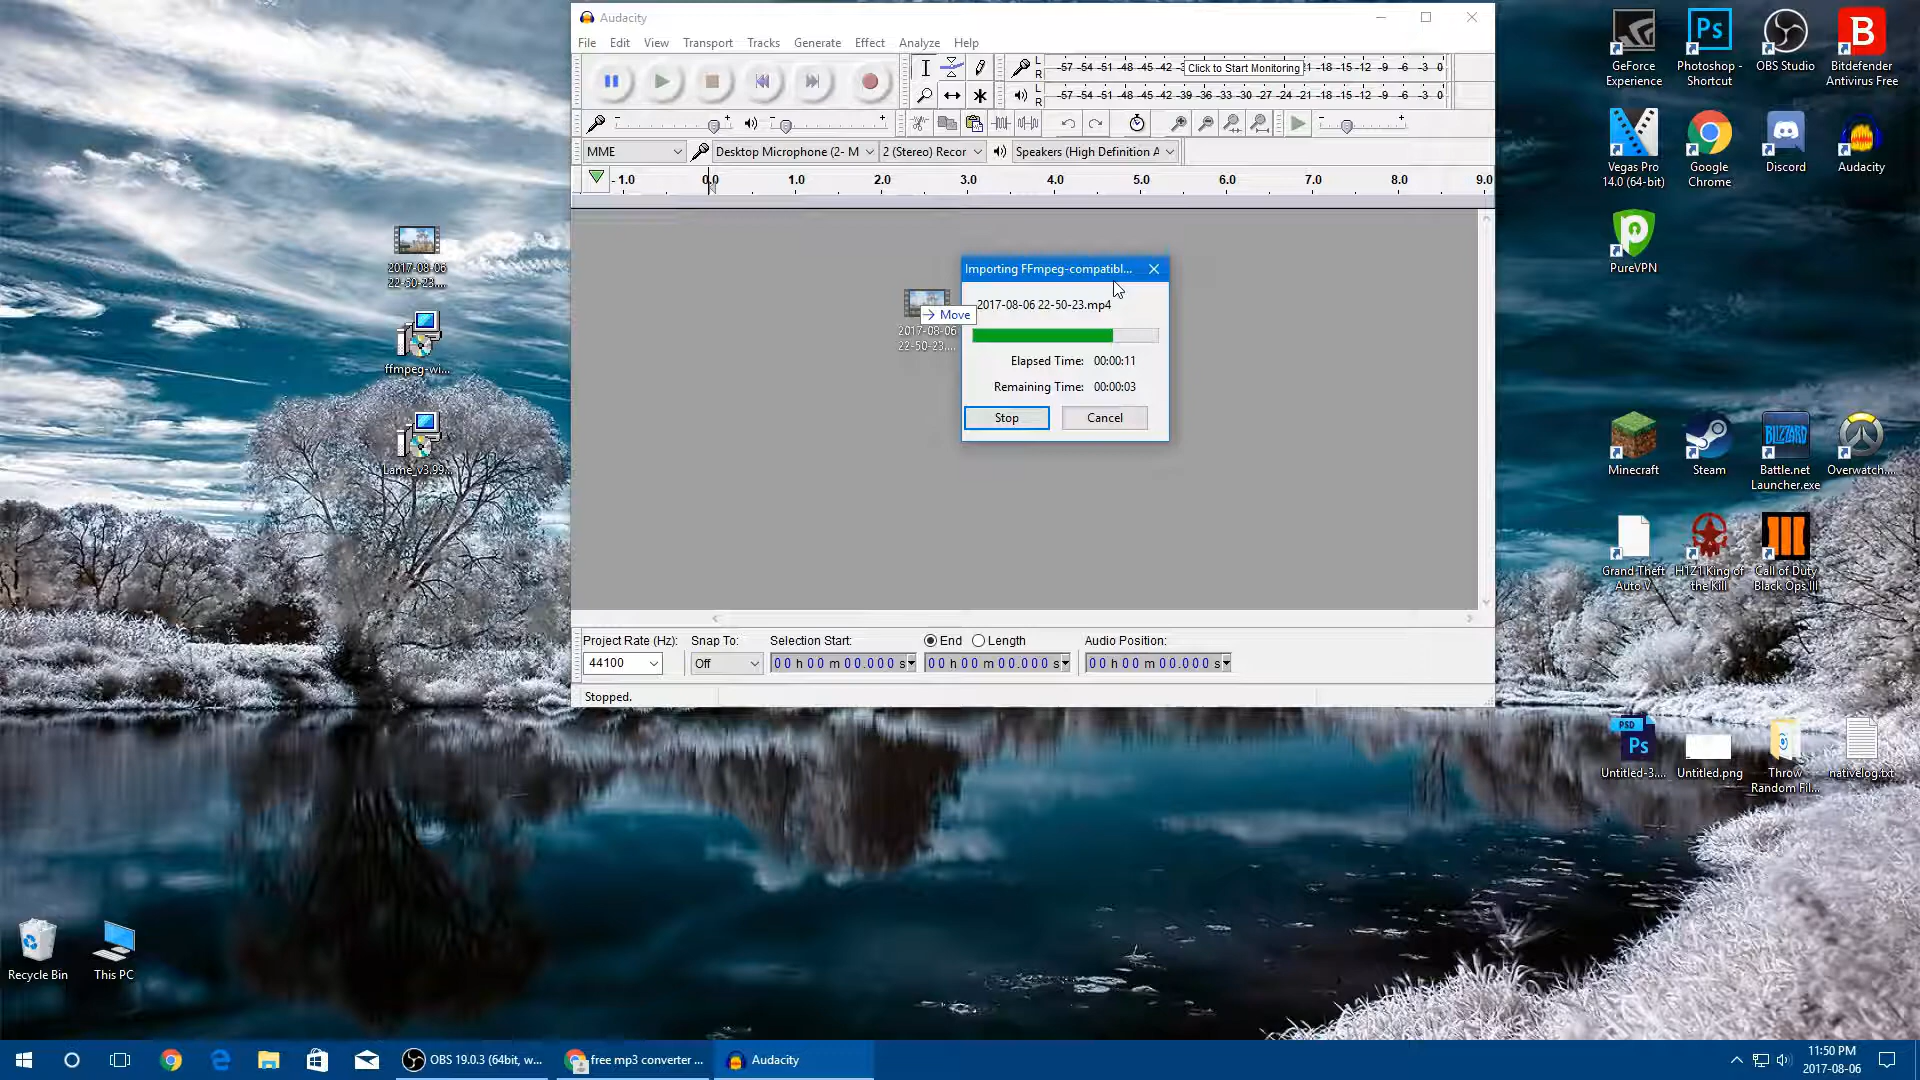 Audacity
File Edit View Transport Tracks Generate Effect Analyze Help
L
R
-57 -54 -51 -48 -45 -42 -3 Click to Start Monitoring !1 -18 -15 -12 -9 -6 -3 0
L
R
-57 -54 -51 -48 -45 -42 -39 -36 -33 -30 -27 -24 -21 -18 -15 -12 -9 -6 -3 0
MME Desktop Microphone (2- M 2 (Stereo) Recor Speakers (High Definition A
-1.0 0.0 1.0 2.0 3.0 4.0 5.0 6.0 7.0 8.0 9.0
Importing FFmpeg-compatibl...
2017-08-06 22-50-23.mp4
Elapsed Time: 00:00:11
Remaining Time: 00:00:03
Stop Cancel
Move
2017-08-06
22-50-23....
Project Rate (Hz): Snap To: Selection Start: End Length Audio Position:
44100 Off 00 h 00 m 00.000 s 00 h 00 m 00.000 s 00 h 00 m 00.000 s
Stopped.
2017-08-06
22-50-23....
ffmpeg-wi...
Lame_v3.99...
Recycle Bin
This PC
GeForce
Experience
Ps
Photoshop -
Shortcut
OBS Studio
B
Bitdefender
Antivirus Free
Vegas Pro
14.0 (64-bit)
Google
Chrome
Discord
Audacity
PureVPN
Minecraft
Steam
BLIZZARD
Battle.net
Launcher.exe
Overwatch....
Grand Theft
Auto V
H1Z1 King of
the Kill
Call of Duty
Black Ops III
PSD
Ps
Untitled-3....
Untitled.png
Throw
Random Fil...
nativelog.txt
OBS 19.0.3 (64bit, w...
free mp3 converter ...
Audacity
11:50 PM
2017-08-06